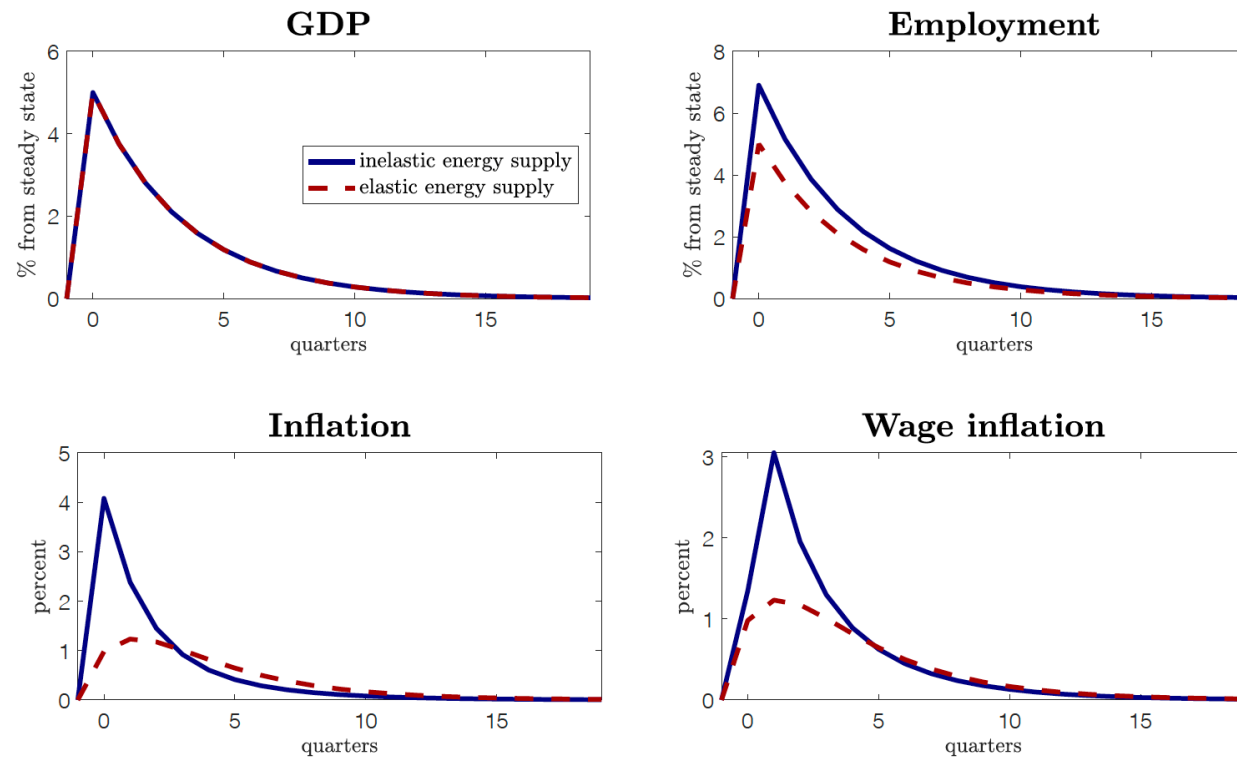 GDP
% from steady state
6
4
2
0
inelastic energy supply
elastic energy supply
0 5 10 15
quarters
Employment
% from steady state
8
6
4
2
0
0 5 10 15
quarters
Inflation
percent
5
4
3
2
1
0
0 5 10 15
quarters
Wage inflation
percent
3
2
1
0
0 5 10 15
quarters